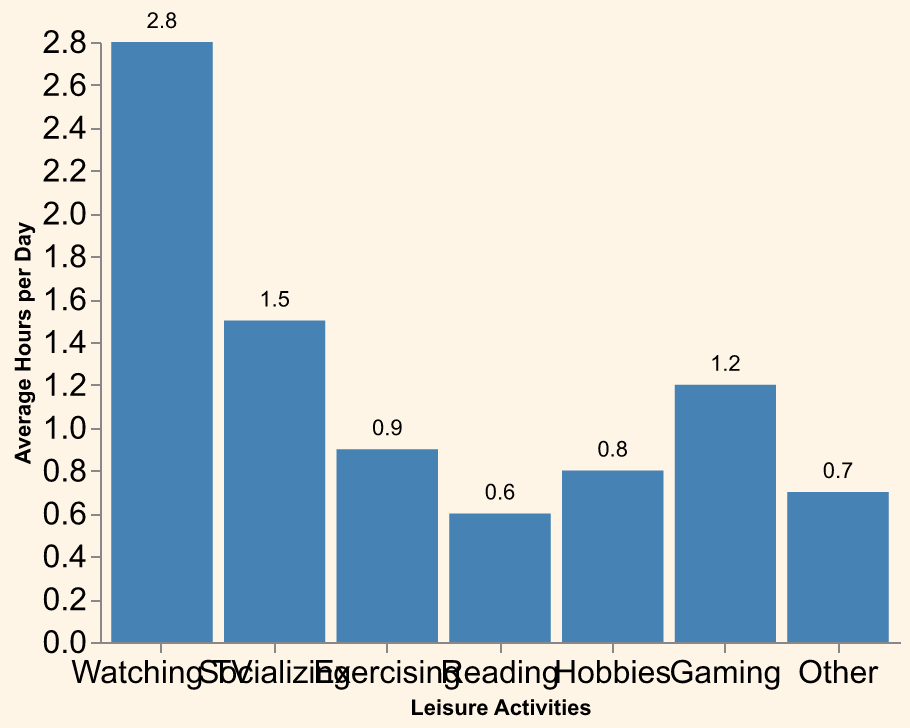 2.8
2.8
2.6
2.4
2.2
2.0
1.8
1.6
1.4
1.2
1.0
0.8
0.6
0.4
0.2
0.0
Average Hours per Day
1.5
0.9
0.6
0.8
1.2
0.7
Watching TV
Socializing
Exercising
Reading
Hobbies
Gaming
Other
Leisure Activities